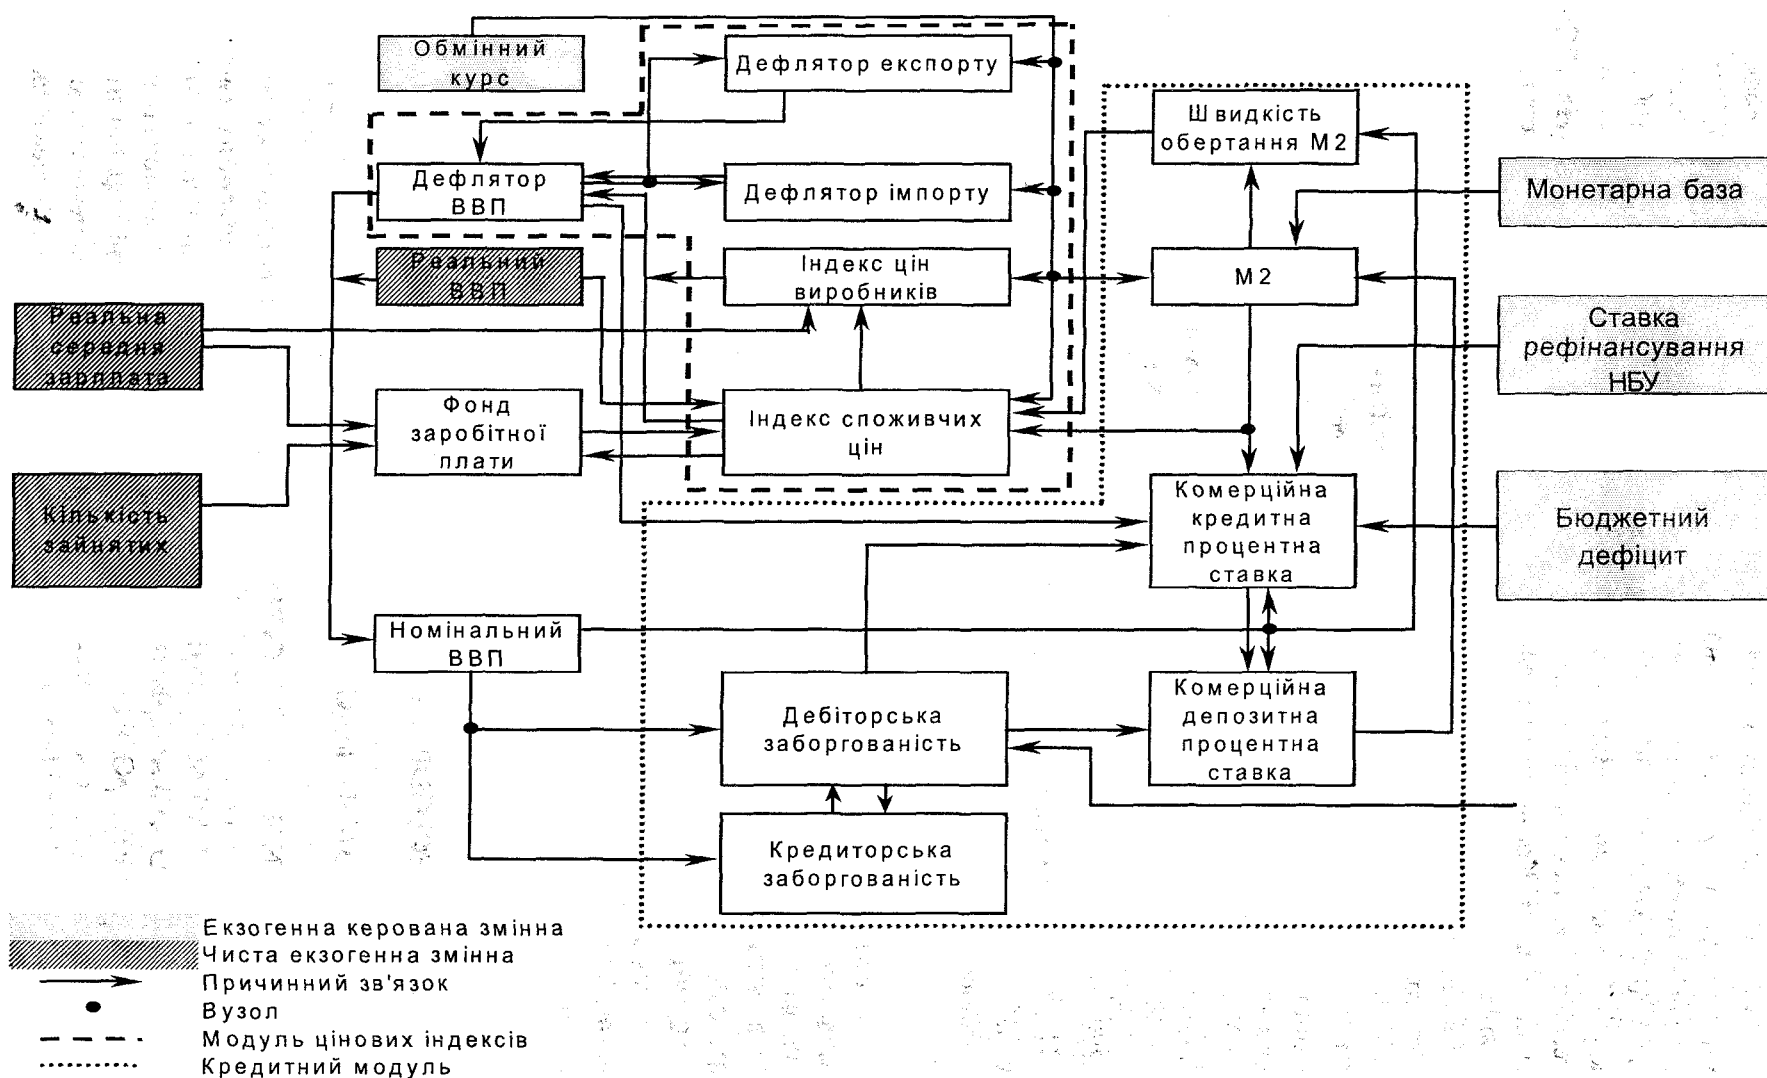 Обмінний
курс
Дефлятор експорту
Швидкість
обертання М2
Дефлятор
ВВП
Дефлятор імпорту
Монетарна база
Реальний
ВВП
Індекс цін
виробників
М2
Реальна
середня
зарплата
Ставка
рефінансування
НБУ
Фонд
заробітної
плати
Індекс споживчих
цін
Кількість
зайнятих
Комерційна
кредитна
процентна
ставка
Бюджетний
дефіцит
Номінальний
ВВП
Дебіторська
заборгованість
Комерційна
депозитна
процентна
ставка
Кредиторська
заборгованість
Екзогенна керована змінна
Чиста екзогенна змінна
Причинний зв'язок
Вузол
Модуль цінових індексів
Кредитний модуль